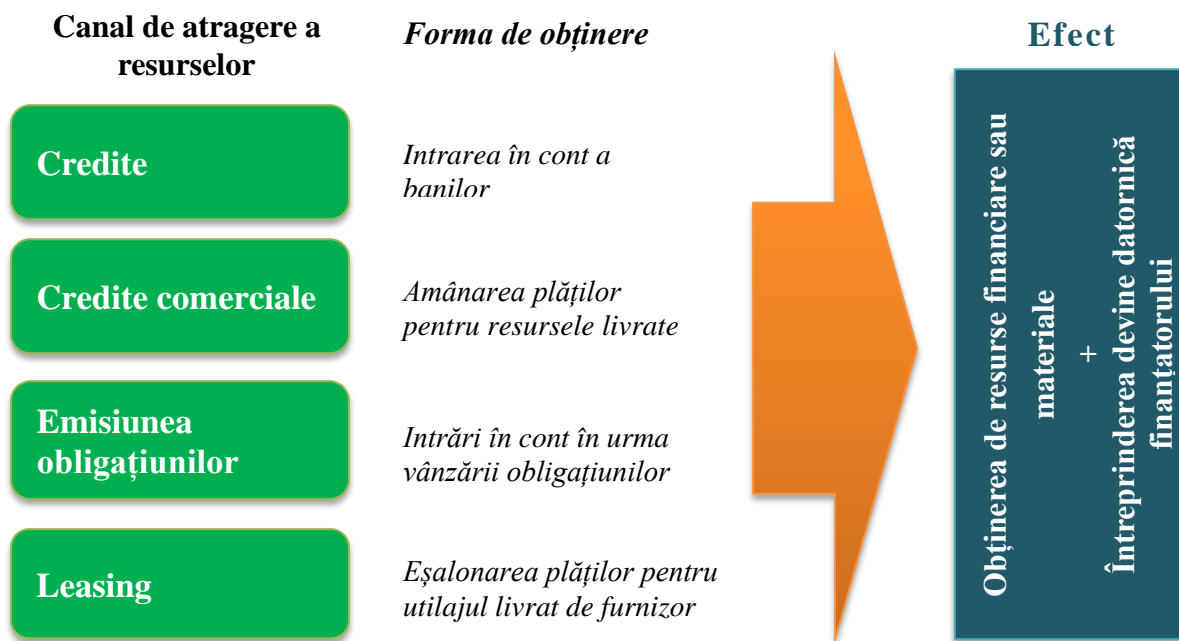 Canal de atragere a
resurselor
Forma de obținere
Efect
Credite
Intrarea în cont a
banilor
Credite comerciale
Amânarea plăților
pentru resursele livrate
Emisiunea
obligațiunilor
Intrări în cont în urma
vânzării obligațiunilor
Leasing
Eșalonarea plăților pentru
utilajul livrat de furnizor
Obținerea de resurse financiare sau
materiale
+
Întreprinderea devine datornică
finanțatorului